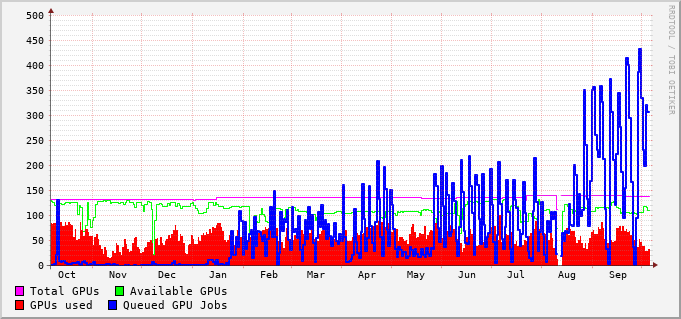 500
450
400
350
300
250
200
150
100
50
0
Oct Nov Dec Jan Feb Mar Apr May Jun Jul Aug Sep
Total GPUs Available GPUs
GPUs used Queued GPU Jobs
RRDTOOL / TOBI OETIKER